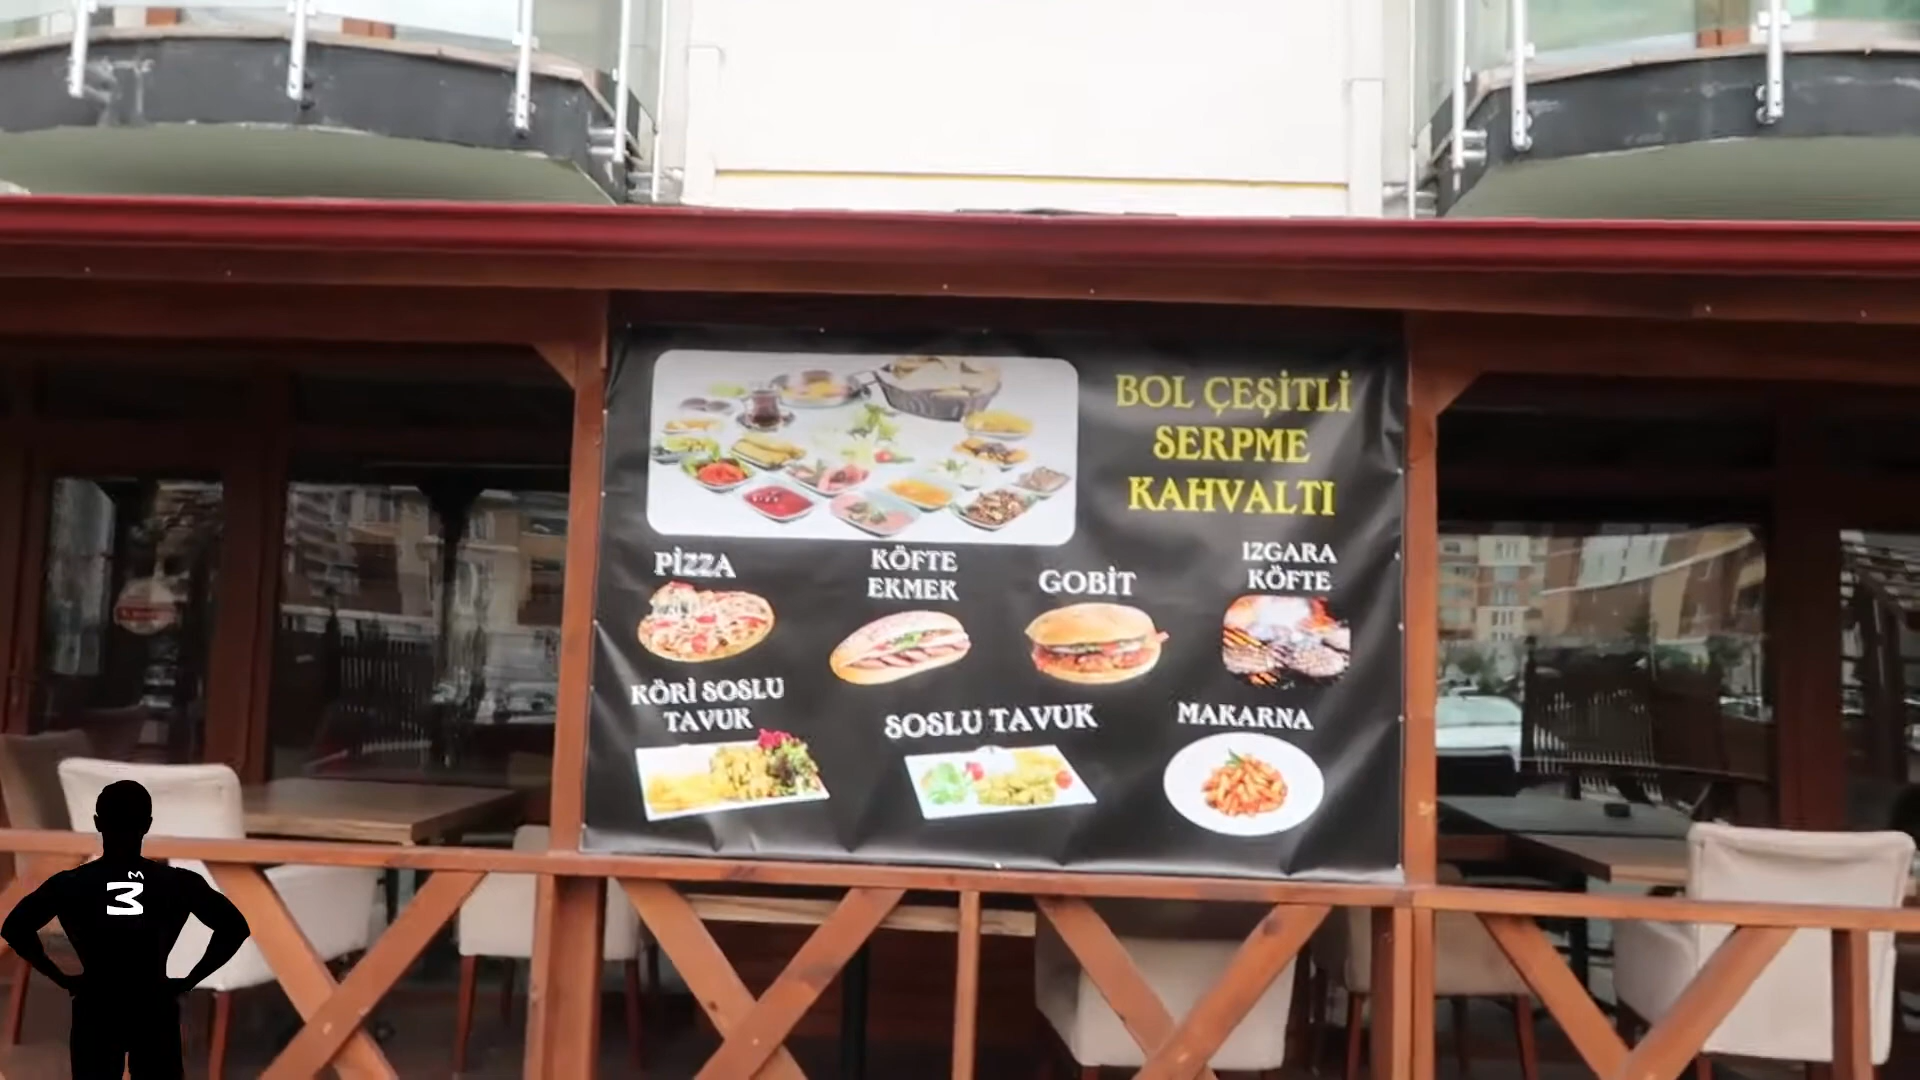 BOL ÇEŞİTLİ
SERPME
KAHVALTI
PİZZA
KÖFTE
EKMEK
GOBİT
IZGARA
KÖFTE
KÖRİ SOSLU
TAVUK
SOSLU TAVUK
MAKARNA